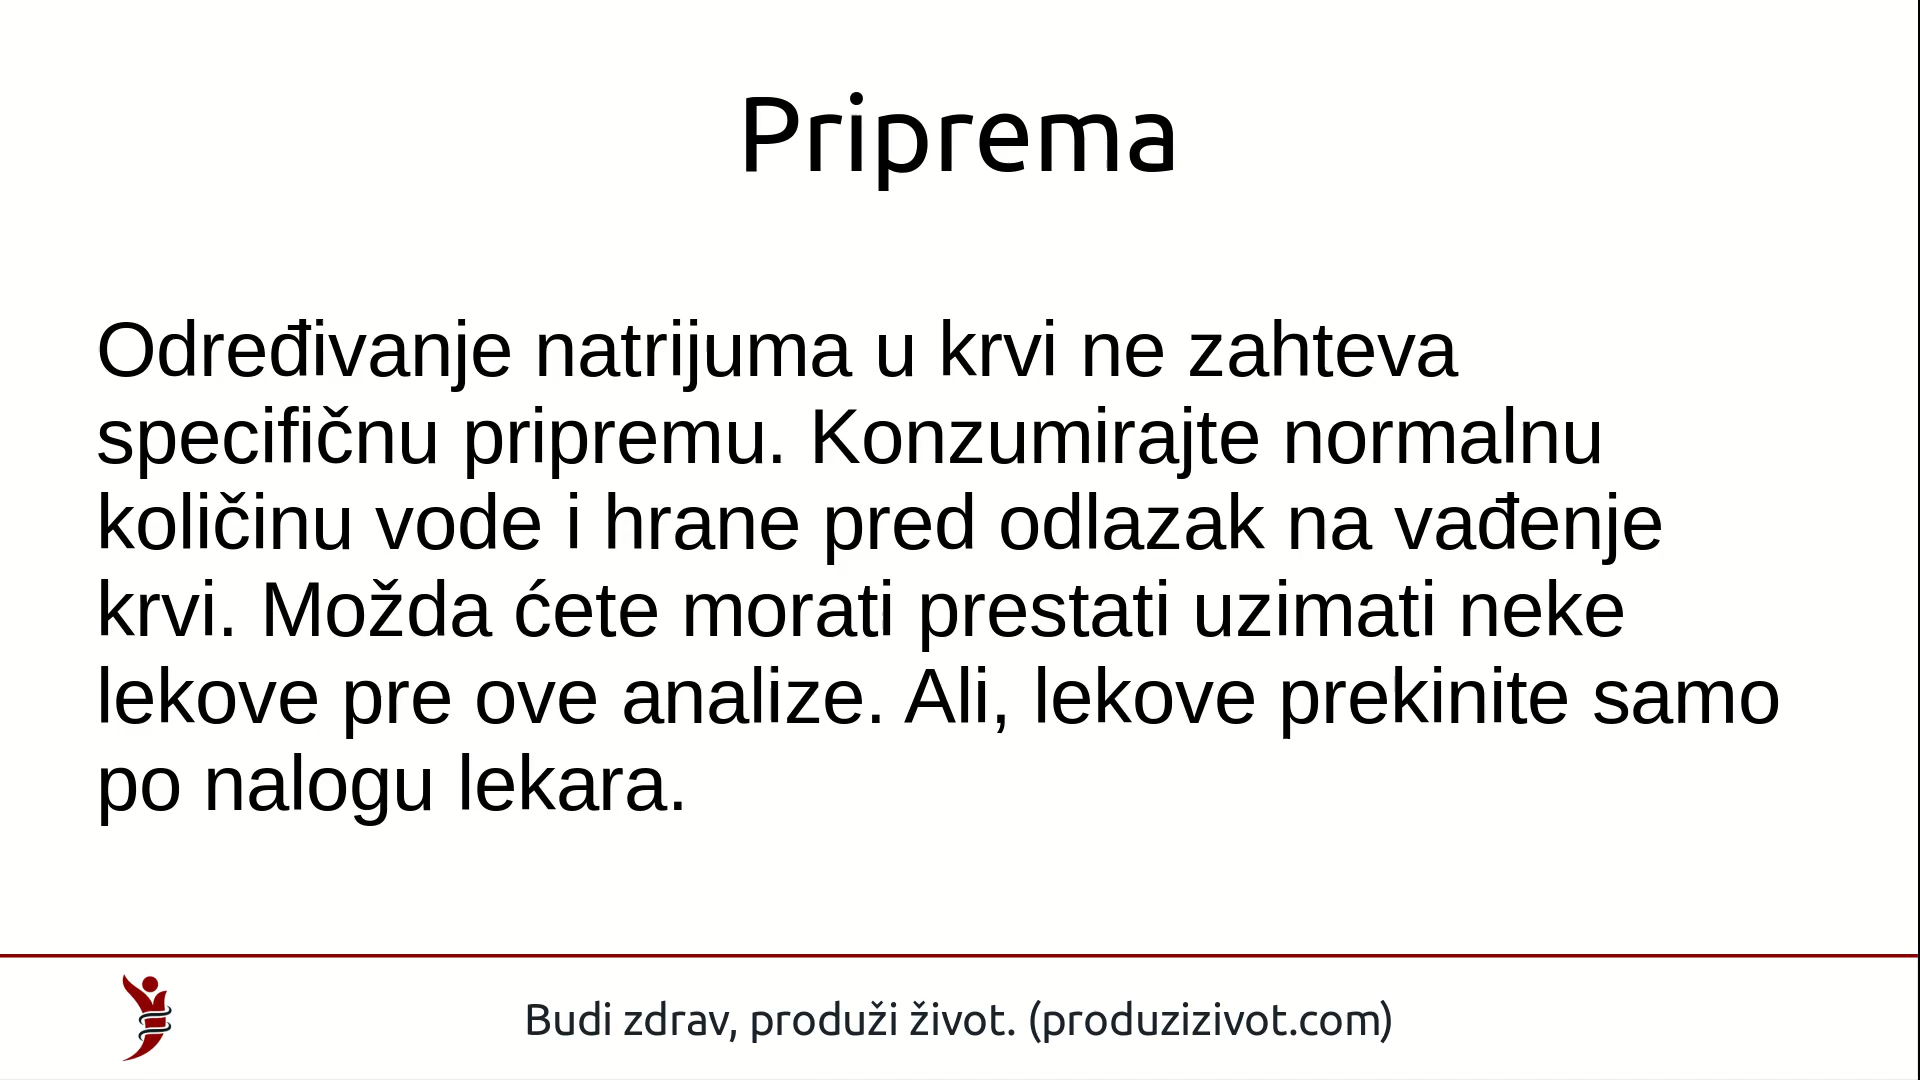 Priprema
Određivanje natrijuma u krvi ne zahteva
specifičnu pripremu. Konzumirajte normalnu
količinu vode i hrane pred odlazak na vađenje
krvi. Možda ćete morati prestati uzimati neke
lekove pre ove analize. Ali, lekove prekinite samo
po nalogu lekara.
Budi zdrav, produži život. (produzizivot.com)